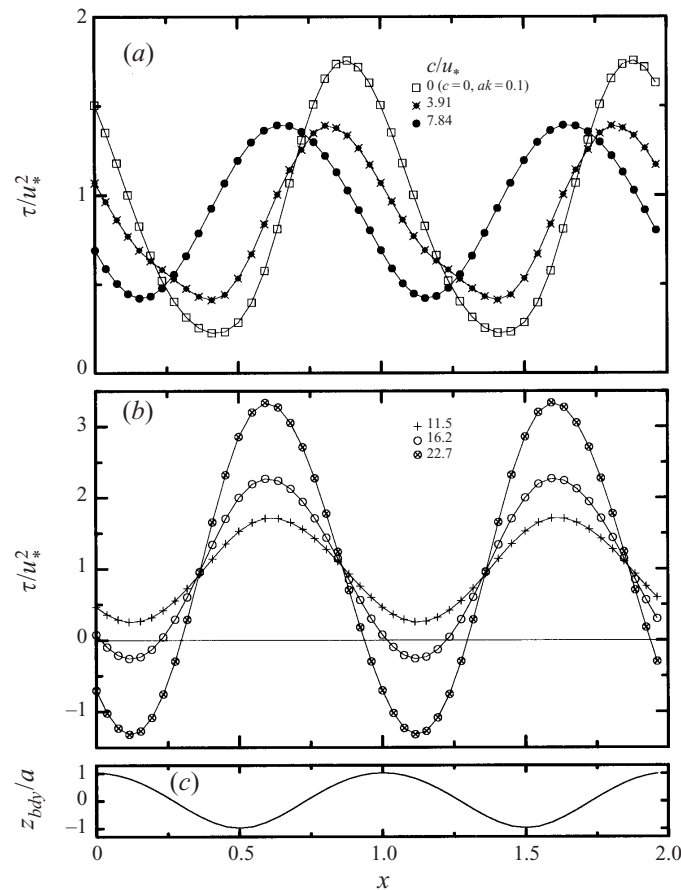 2
(a)
c/u*
0 (c=0, ak=0.1)
3.91
7.84
τ/u*²
1
0
(b)
11.5
16.2
22.7
3
2
τ/u*²
1
0
−1
(c)
z_bdy/a
1
0
−1
0 0.5 1.0 1.5 2.0
x